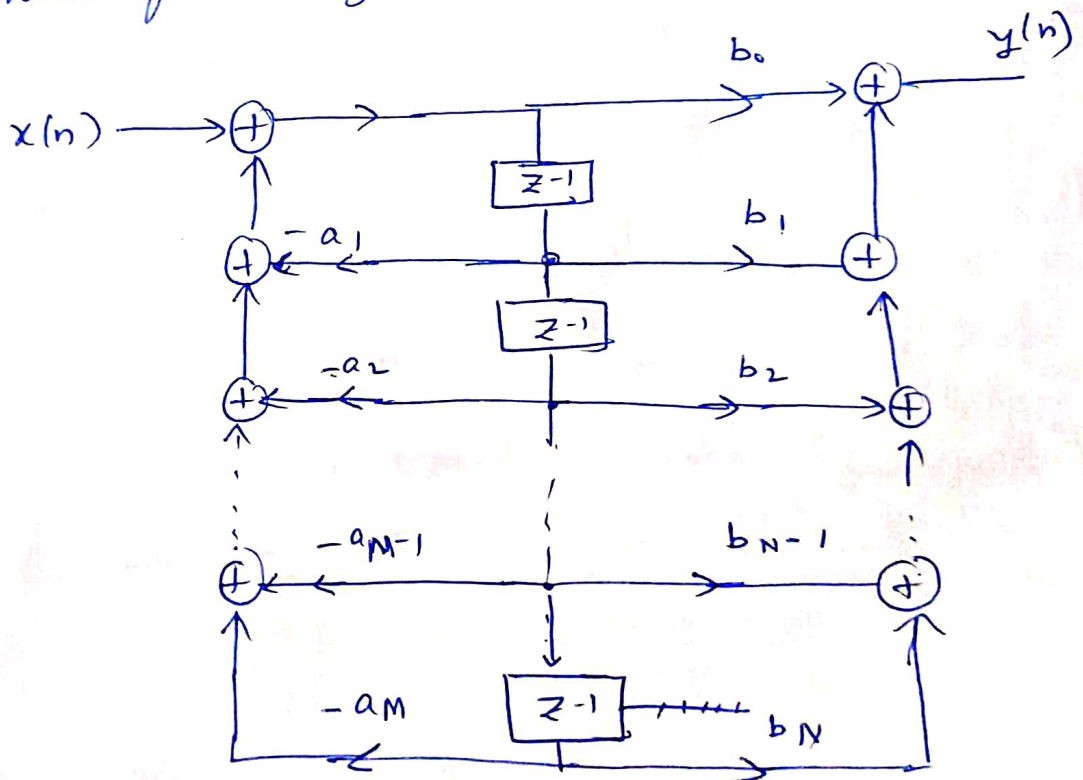 b₀ y(n)
x(n) +  +
z⁻¹
+ -a₁ b₁ +
z⁻¹
+ -a₂ b₂ +
+ -aM-1 bN-1 +
-aM z⁻¹ bN